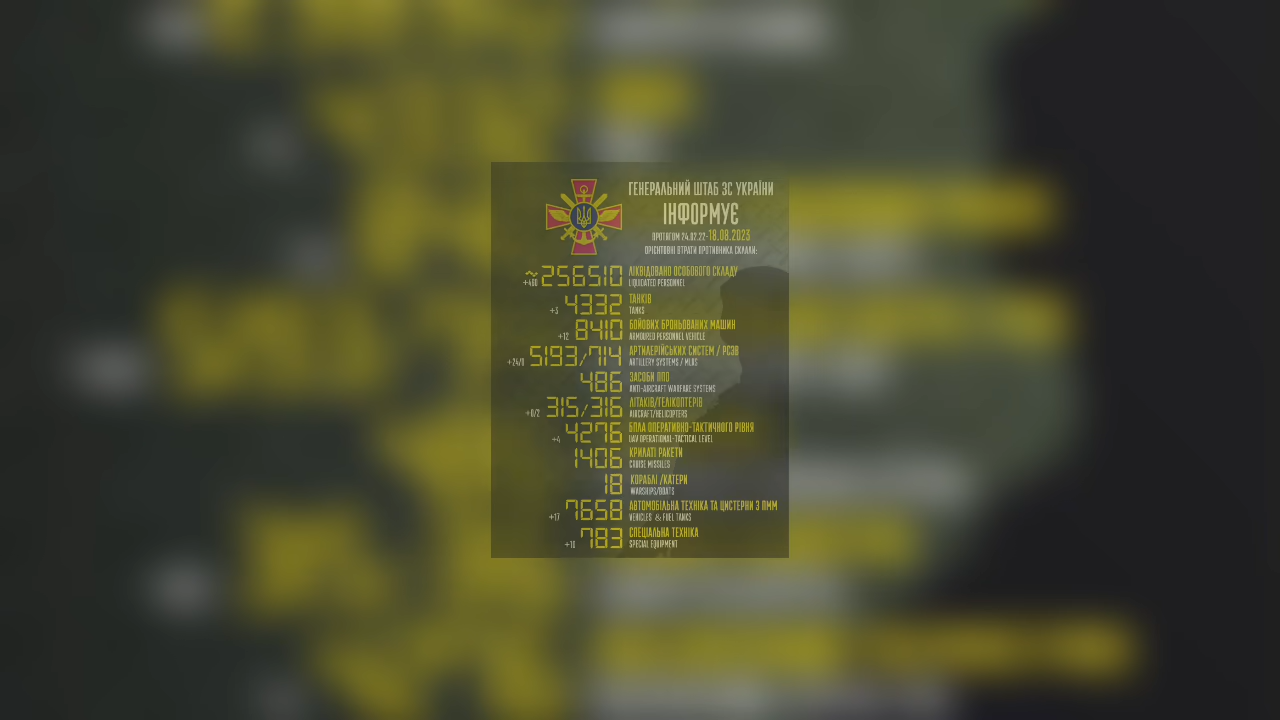 ГЕНЕРАЛЬНИЙ ШТАБ ЗС УКРАЇНИ
ІНФОРМУЄ
ПРОТЯГОМ 24.02.22-18.08.2023
ОРІЄНТОВНІ ВТРАТИ ПРОТИВНИКА СКЛАЛИ:
+460 ~256510 ЛІКВІДОВАНО ОСОБОВОГО СКЛАДУ
LIQUIDATED PERSONNEL
+3 4332 ТАНКІВ
TANKS
+12 8410 БОЙОВИХ БРОНЬОВАНИХ МАШИН
ARMOURED PERSONNEL VEHICLE
+24/0 5193/714 АРТИЛЕРІЙСЬКИХ СИСТЕМ / РСЗВ
ARTILLERY SYSTEMS / MLRS
486 ЗАСОБИ ППО
ANTI-AIRCRAFT WARFARE SYSTEMS
+0/2 315/316 ЛІТАКІВ/ГЕЛІКОПТЕРІВ
AIRCRAFT/HELICOPTERS
+4 4276 БПЛА ОПЕРАТИВНО-ТАКТИЧНОГО РІВНЯ
UAV OPERATIONAL-TACTICAL LEVEL
1406 КРИЛАТІ РАКЕТИ
CRUISE MISSILES
18 КОРАБЛІ /КАТЕРИ
WARSHIPS/BOATS
+17 7658 АВТОМОБІЛЬНА ТЕХНІКА ТА ЦИСТЕРНИ З ПММ
VEHICLES & FUEL TANKS
783 СПЕЦІАЛЬНА ТЕХНІКА
SPECIAL EQUIPMENT